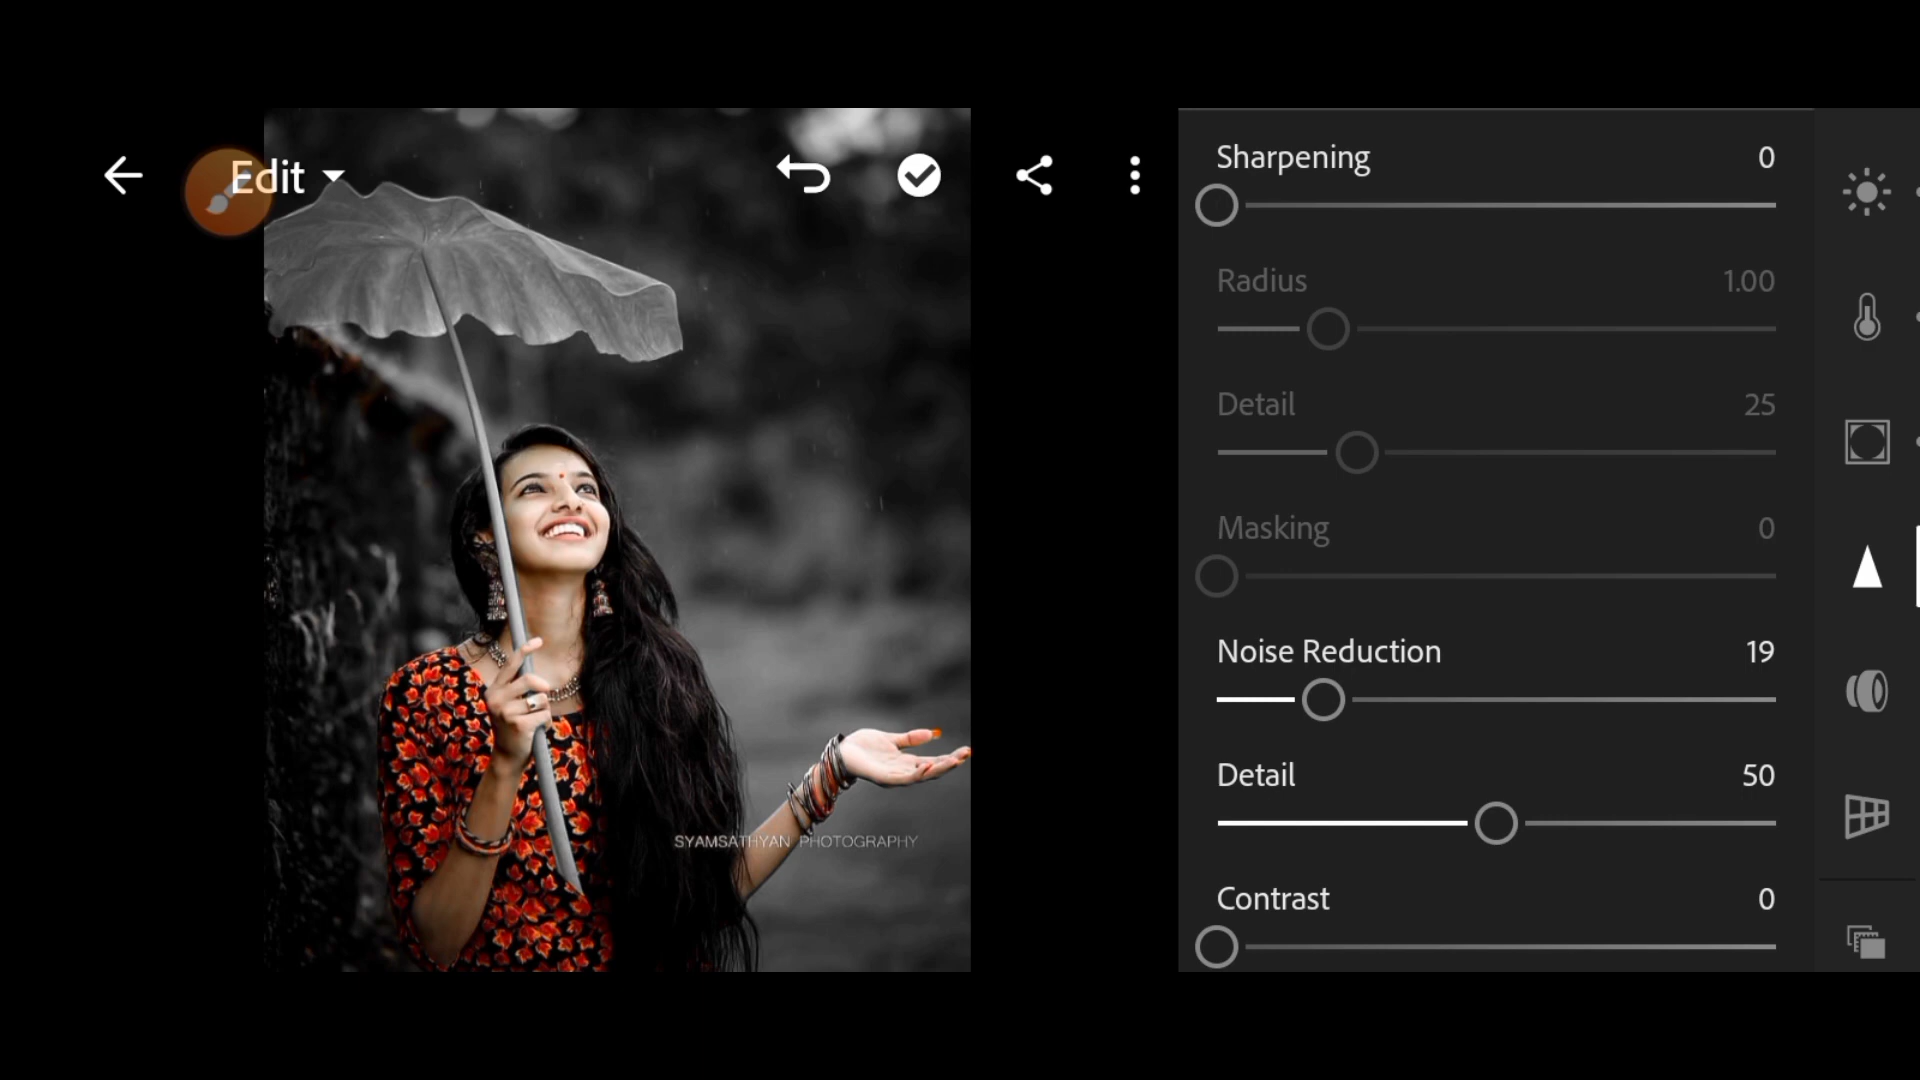 Edit
SYAMSATHYAN PHOTOGRAPHY
Sharpening 0
Radius 1.00
Detail 25
Masking 0
Noise Reduction 19
Detail 50
Contrast 0